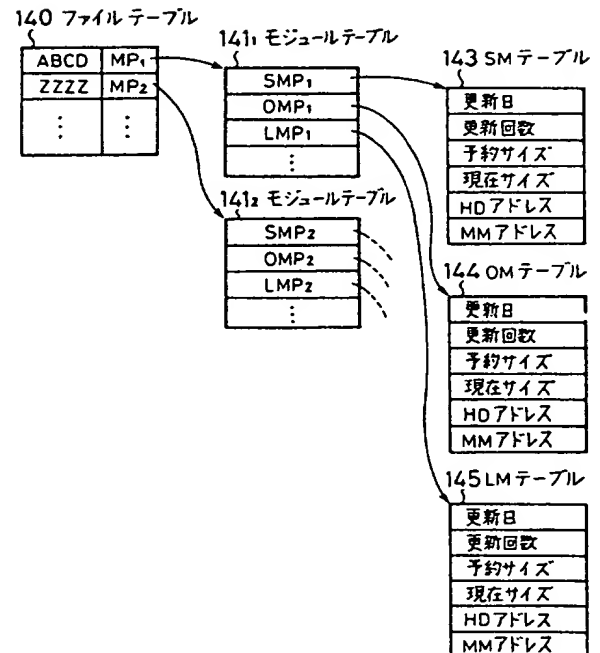 140 ファイルテーブル
ABCD MP₁
ZZZZ MP₂
⋮ ⋮
141₁ モジュールテーブル
SMP₁
OMP₁
LMP₁
⋮
141₂ モジュールテーブル
SMP₂
OMP₂
LMP₂
⋮
143 SMテーブル
更新日
更新回数
予約サイズ
現在サイズ
HDアドレス
MMアドレス
144 OMテーブル
更新日
更新回数
予約サイズ
現在サイズ
HDアドレス
MMアドレス
145 LMテーブル
更新日
更新回数
予約サイズ
現在サイズ
HDアドレス
MMアドレス